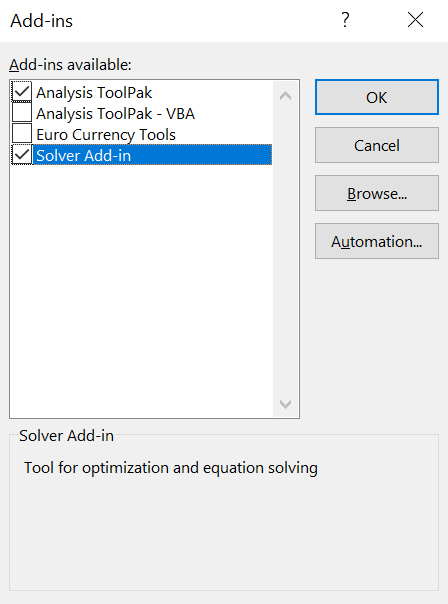 Add-ins
?
Add-ins available:
Analysis ToolPak
Analysis ToolPak - VBA
Euro Currency Tools
Solver Add-in
OK
Cancel
Browse...
Automation...
Solver Add-in
Tool for optimization and equation solving